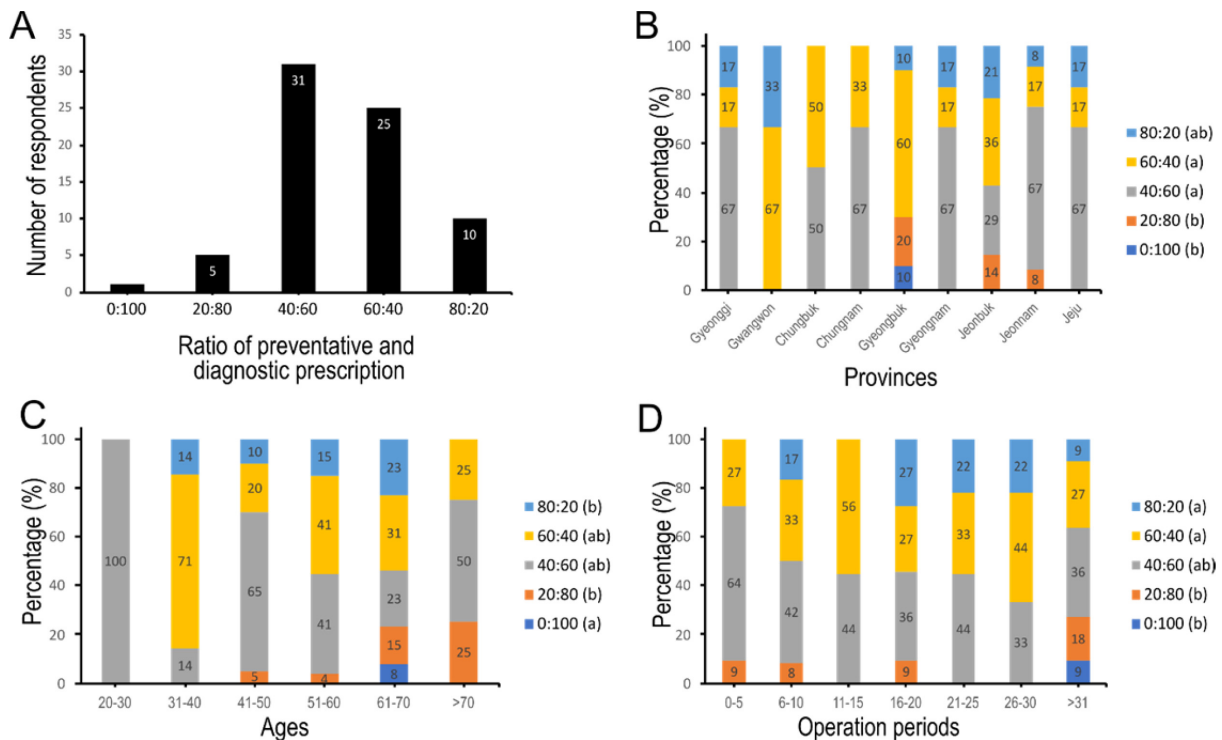 A
Number of respondents
35
30
25
20
15
10
5
0
5
31
25
10
0:100 20:80 40:60 60:40 80:20
Ratio of preventative and
diagnostic prescription
B
Percentage (%)
100
80
60
40
20
0
17 33 50 33 10 17 21 8 17
17 67 50 67 60 17 36 17 17
67 20 67 29 67 67
10 14 8
Gyeonggi Gwangwon Chungbuk Chungnam Gyeongbuk Gyeongnam Jeonbuk Jeonnam Jeju
Provinces
80:20 (ab)
60:40 (a)
40:60 (a)
20:80 (b)
0:100 (b)
C
Percentage (%)
100
80
60
40
20
0
100 14 10 15 23 25
71 20 41 31 50
14 65 41 23 25
5 4 15
8
20-30 31-40 41-50 51-60 61-70 >70
Ages
80:20 (b)
60:40 (ab)
40:60 (ab)
20:80 (b)
0:100 (a)
D
Percentage (%)
100
80
60
40
20
0
27 17 56 27 22 22 9
64 33 44 27 33 44 27
9 42 36 44 33 36
8 9 18
9
0-5 6-10 11-15 16-20 21-25 26-30 >31
Operation periods
80:20 (a)
60:40 (a)
40:60 (ab)
20:80 (b)
0:100 (b)